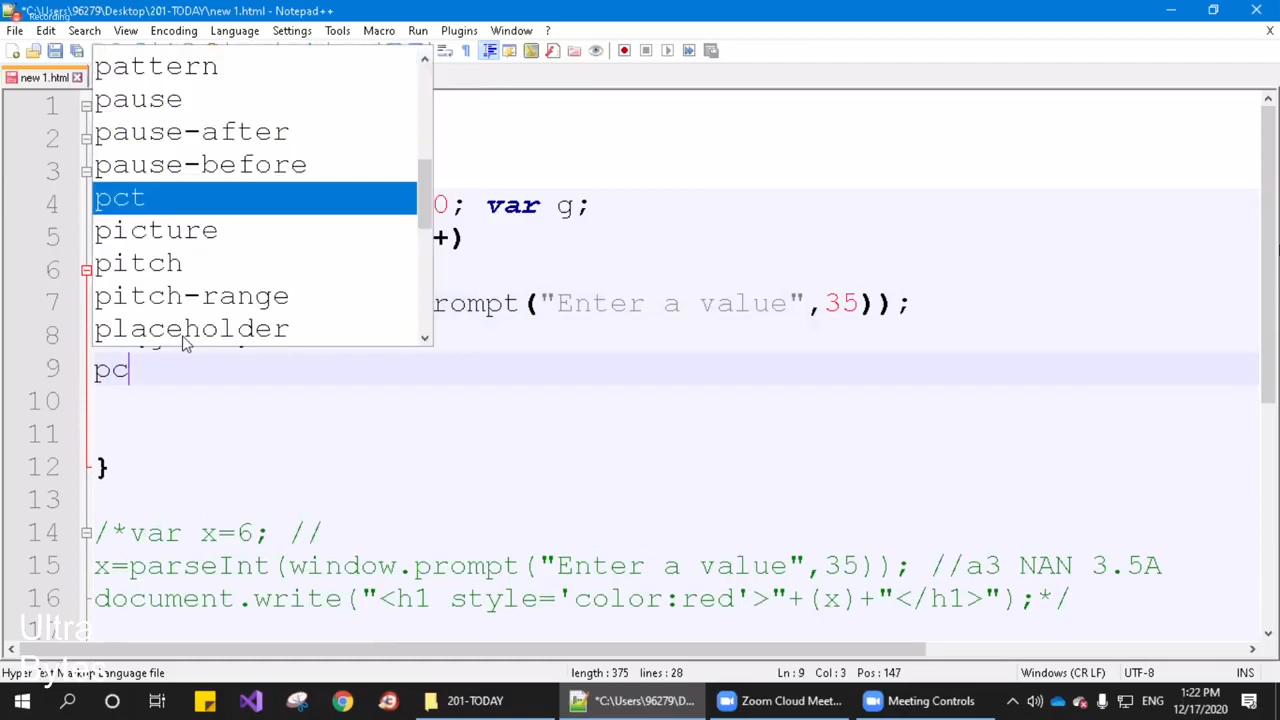 *C:\Users\96279\Desktop\201-TODAY\new 1.html - Notepad++
Recording
File Edit Search View Encoding Language Settings Tools Macro Run Plugins Window ? X
new 1.html
pattern
pause
pause-after
pause-before
pct
picture
pitch
pitch-range
placeholder
1
2
3
4 0; var g;
5 +)
6
7 rompt("Enter a value",35));
8
9 pc
10
11
12 }
13
14 /*var x=6; //
15 x=parseInt(window.prompt("Enter a value",35)); //a3 NAN 3.5A
16 document.write("<h1 style='color:red'>"+(x)+"</h1>");*/
Ultra
Bytes
Hyper Text Markup Language file length : 375 lines : 28 Ln : 9 Col : 3 Pos : 147 Windows (CR LF) UTF-8 INS
201-TODAY *C:\Users\96279\D... Zoom Cloud Meet... Meeting Controls ENG 1:22 PM
12/17/2020